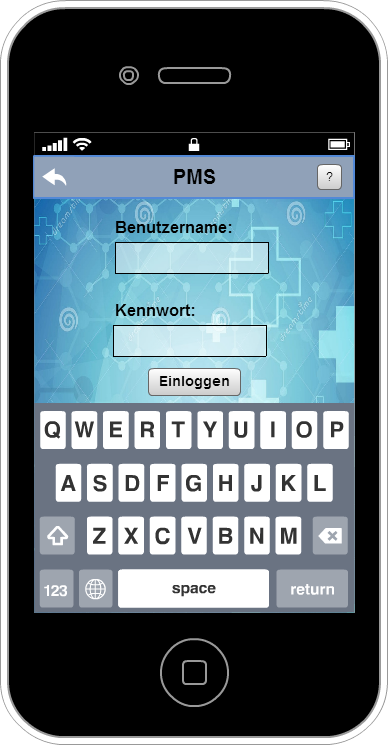 PMS ?
Benutzername:
Kennwort:
Einloggen
Q W E R T Y U I O P
A S D F G H J K L
Z X C V B N M
123 space return